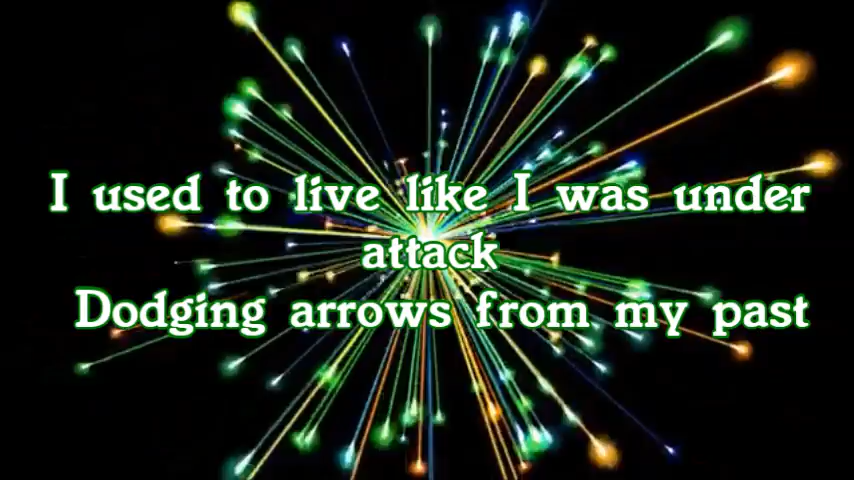 I used to live like I was under
attack
Dodging arrows from my past